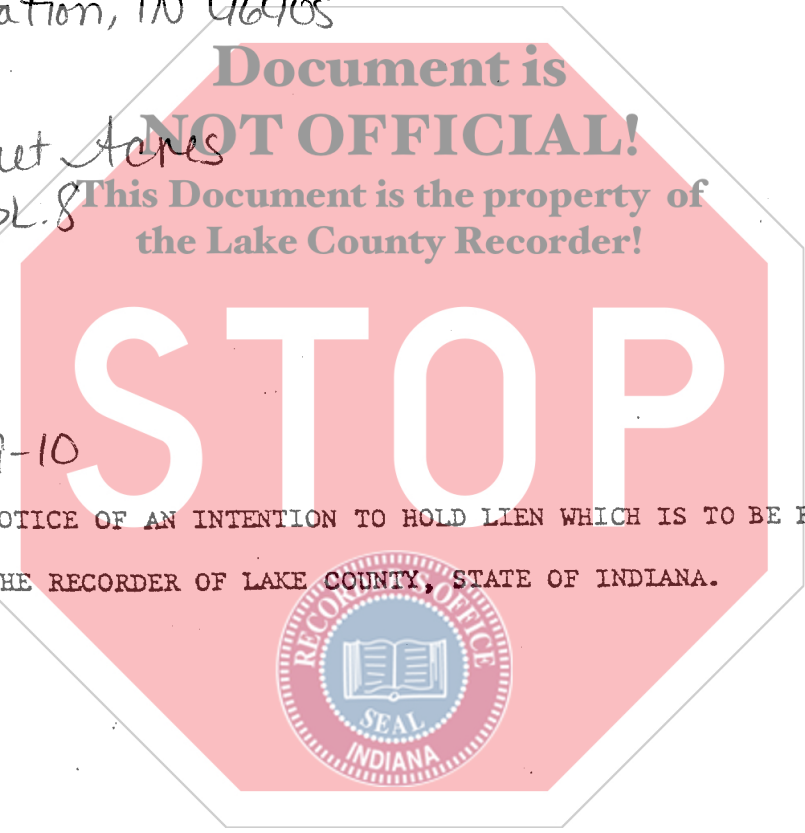 ation, IN 46405
Document is
NOT OFFICIAL!
Acres
This Document is the property of
the Lake County Recorder!
L.8
STOP
-10
OTICE OF AN INTENTION TO HOLD LIEN WHICH IS TO BE
HE RECORDER OF LAKE COUNTY, STATE OF INDIANA.
RECORDER'S OFFICE
SEAL
INDIANA